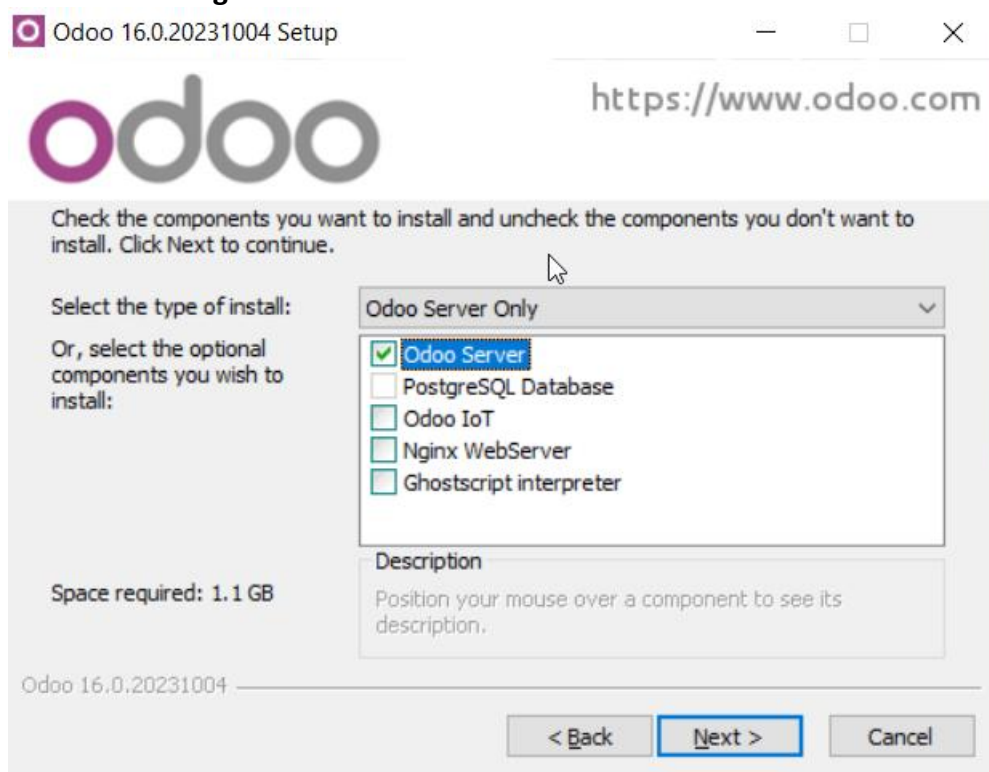 Odoo 16.0.20231004 Setup
odoo
https://www.odoo.com
Check the components you want to install and uncheck the components you don't want to
install. Click Next to continue.
Select the type of install:
Odoo Server Only
Or, select the optional
components you wish to
install:
Odoo Server
PostgreSQL Database
Odoo IoT
Nginx WebServer
Ghostscript interpreter
Space required: 1.1 GB
Description
Position your mouse over a component to see its
description.
Odoo 16.0.20231004
< Back
Next >
Cancel